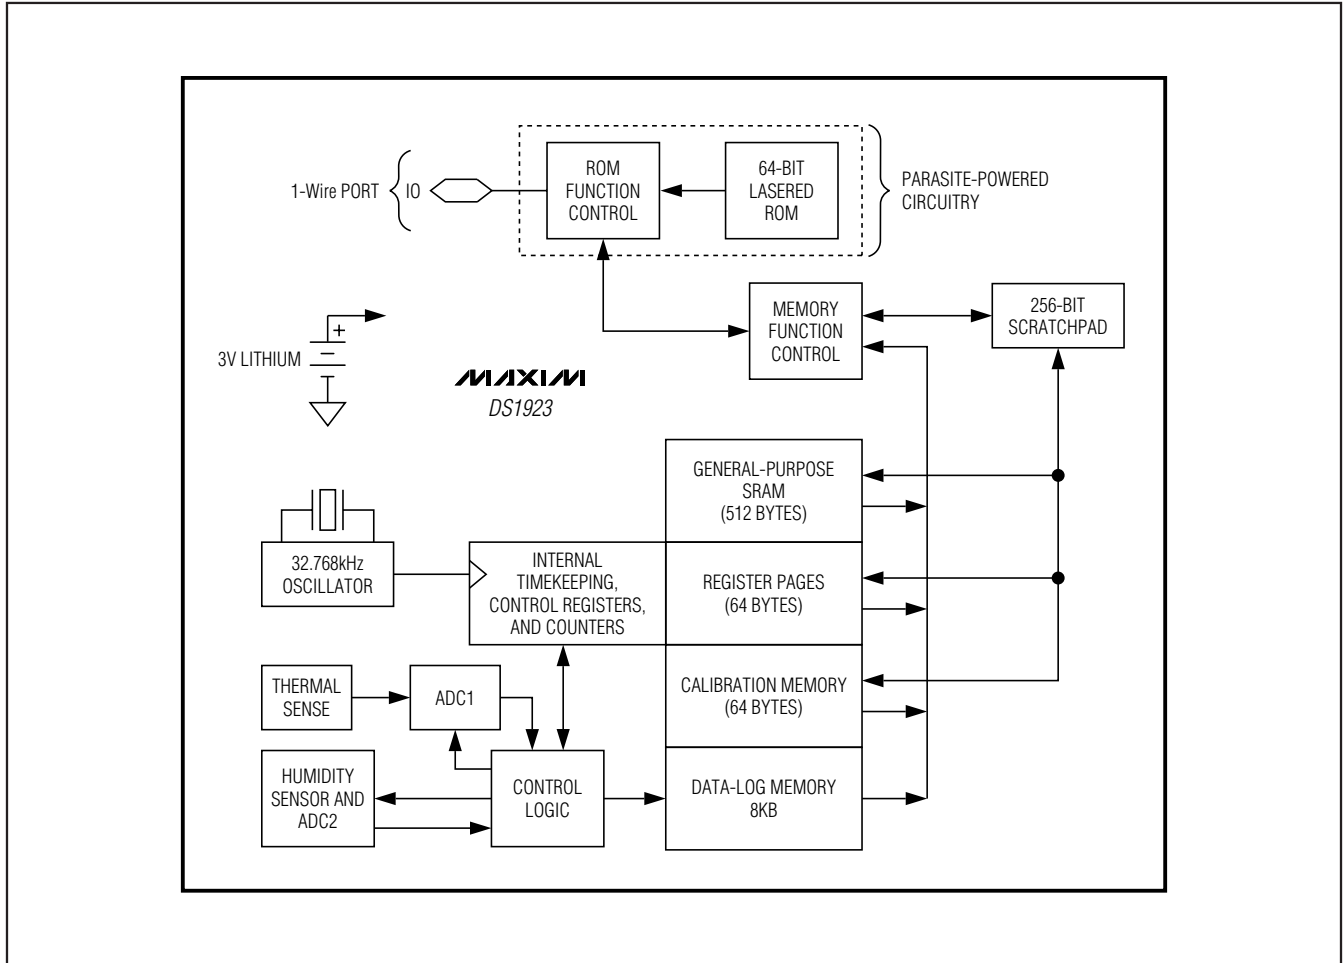 ROM
FUNCTION
CONTROL
64-BIT
LASERED
ROM
1-Wire PORT
IO
PARASITE-POWERED
CIRCUITRY
MEMORY
FUNCTION
CONTROL
256-BIT
SCRATCHPAD
+
3V LITHIUM
MAXIM
DS1923
GENERAL-PURPOSE
SRAM
(512 BYTES)
32.768kHz
OSCILLATOR
INTERNAL
TIMEKEEPING,
CONTROL REGISTERS,
AND COUNTERS
REGISTER PAGES
(64 BYTES)
THERMAL
SENSE
ADC1
CALIBRATION MEMORY
(64 BYTES)
HUMIDITY
SENSOR AND
ADC2
CONTROL
LOGIC
DATA-LOG MEMORY
8KB